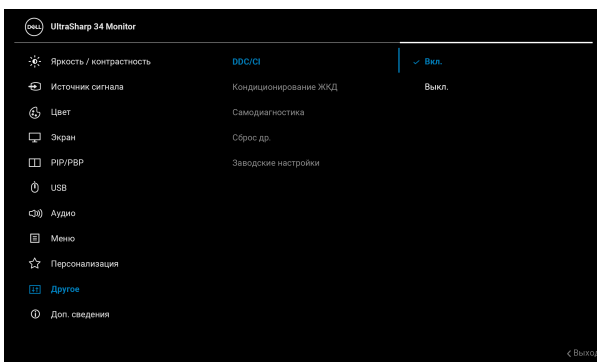 DELL UltraSharp 34 Monitor
Яркость / контрастность DDC/CI Вкл.
Источник сигнала Кондиционирование ЖКД Выкл.
Цвет Самодиагностика
Экран Сброс др.
PIP/PBP Заводские настройки
USB
Аудио
Меню
Персонализация
Другое
Доп. сведения
Выход